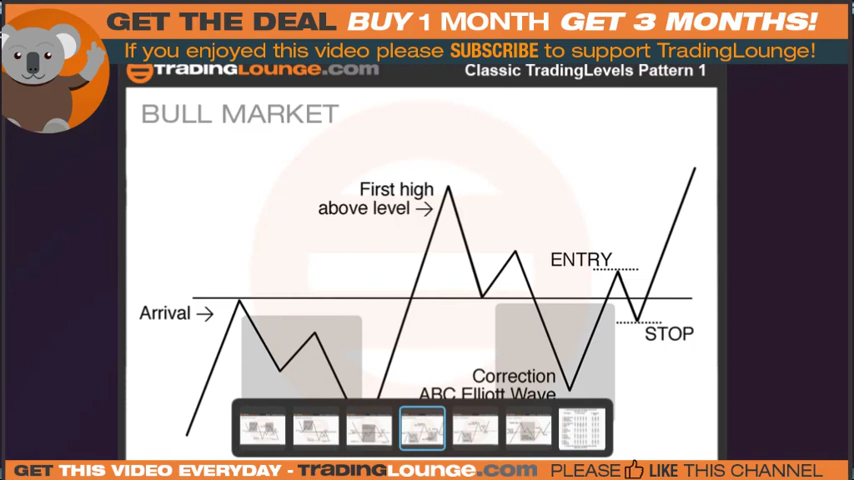 GET THE DEAL BUY 1 MONTH GET 3 MONTHS!
If you enjoyed this video please SUBSCRIBE to support TradingLounge!
TRADINGLOUNGE.com
Classic TradingLevels Pattern 1
BULL MARKET
First high
above level →
ENTRY
Arrival →
STOP
Correction
ABC Elliott Wave
GET THIS VIDEO EVERYDAY - TRADINGLOUNGE.com PLEASE LIKE THIS CHANNEL